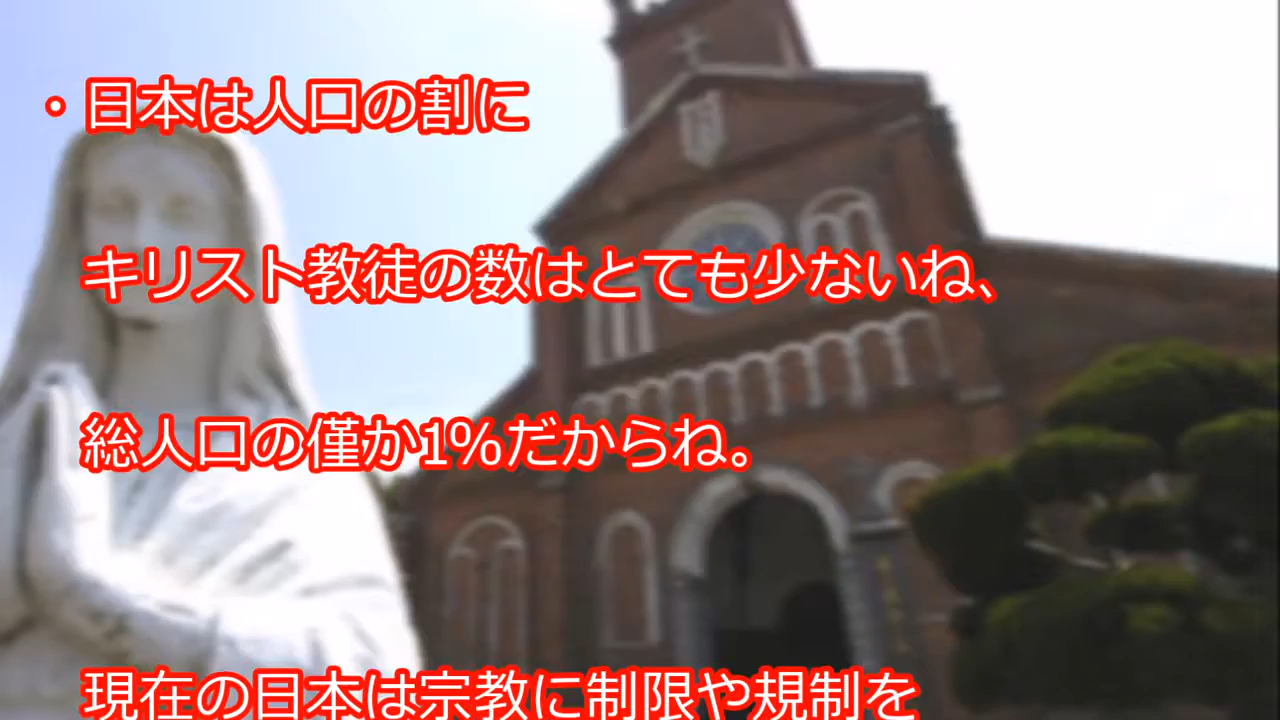 ・日本は人口の割に
キリスト教徒の数はとても少ないね、
総人口の僅か1%だからね。
現在の日本は宗教に制限や規制を